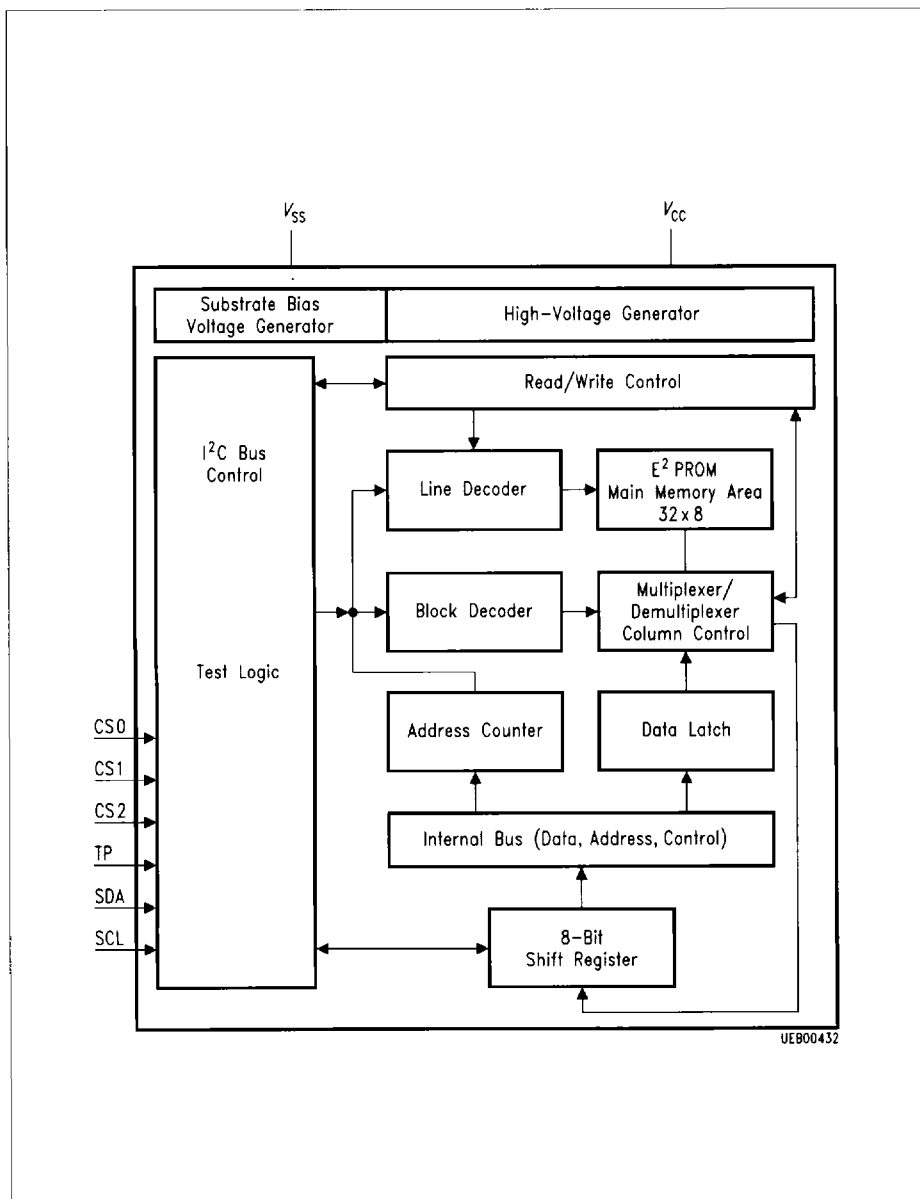 V_SS
V_CC
Substrate Bias
Voltage Generator
High-Voltage Generator
Read/Write Control
I²C Bus
Control
Line Decoder
E² PROM
Main Memory Area
32x8
Block Decoder
Multiplexer/
Demultiplexer
Column Control
Test Logic
Address Counter
Data Latch
CS0
CS1
CS2
TP
SDA
SCL
Internal Bus (Data, Address, Control)
8-Bit
Shift Register
UEB00432